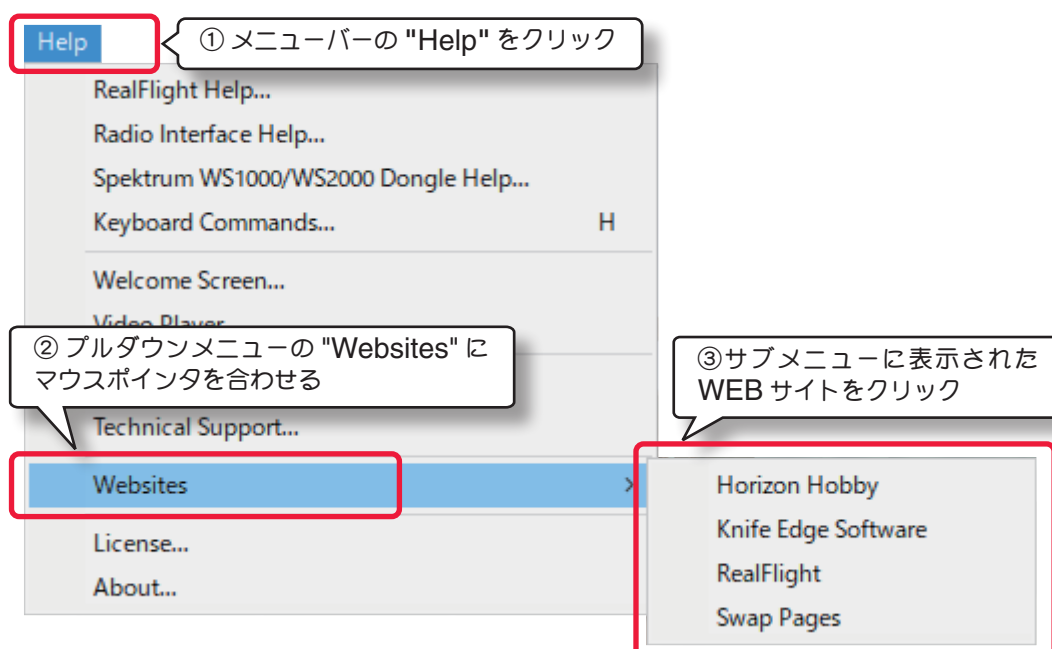 Help
① メニューバーの "Help" をクリック
RealFlight Help...
Radio Interface Help...
Spektrum WS1000/WS2000 Dongle Help...
Keyboard Commands... H
Welcome Screen...
Video Player...
② プルダウンメニューの "Websites" に
マウスポインタを合わせる
③サブメニューに表示された
WEB サイトをクリック
Technical Support...
Websites >
Horizon Hobby
Knife Edge Software
RealFlight
Swap Pages
License...
About...